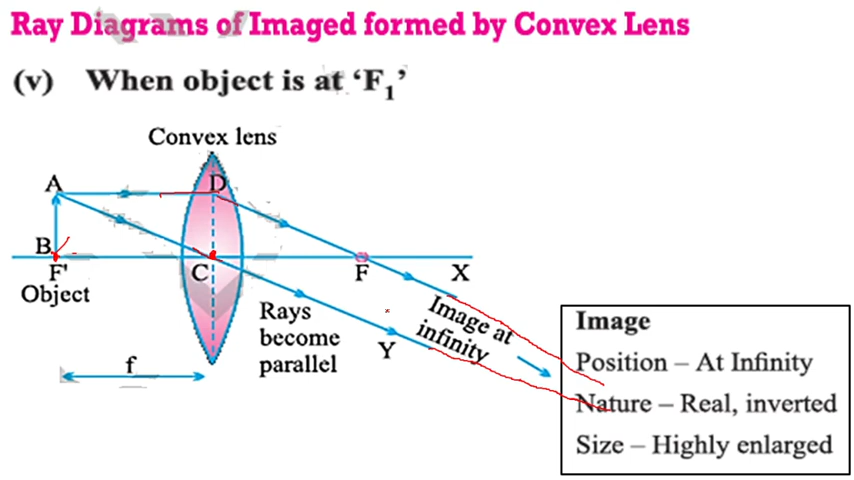 Ray Diagrams of Imaged formed by Convex Lens
(v) When object is at ‘F₁’
Convex lens
A
D
B
F'
C
F
X
Object
Rays
become
parallel
Y
Image at
infinity
f
Image
Position – At Infinity
Nature – Real, inverted
Size – Highly enlarged